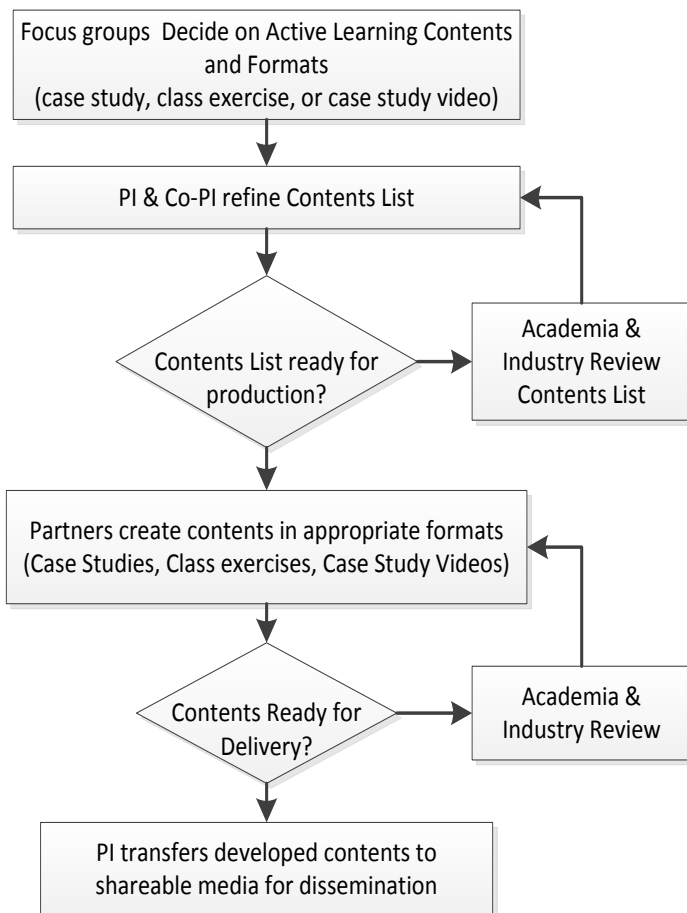 Focus groups  Decide on Active Learning Contents
and Formats
(case study, class exercise, or case study video)
PI & Co-PI refine Contents List
Contents List ready for
production?
Academia &
Industry Review
Contents List
Partners create contents in appropriate formats
(Case Studies, Class exercises, Case Study Videos)
Contents Ready for
Delivery?
Academia &
Industry Review
PI transfers developed contents to
shareable media for dissemination